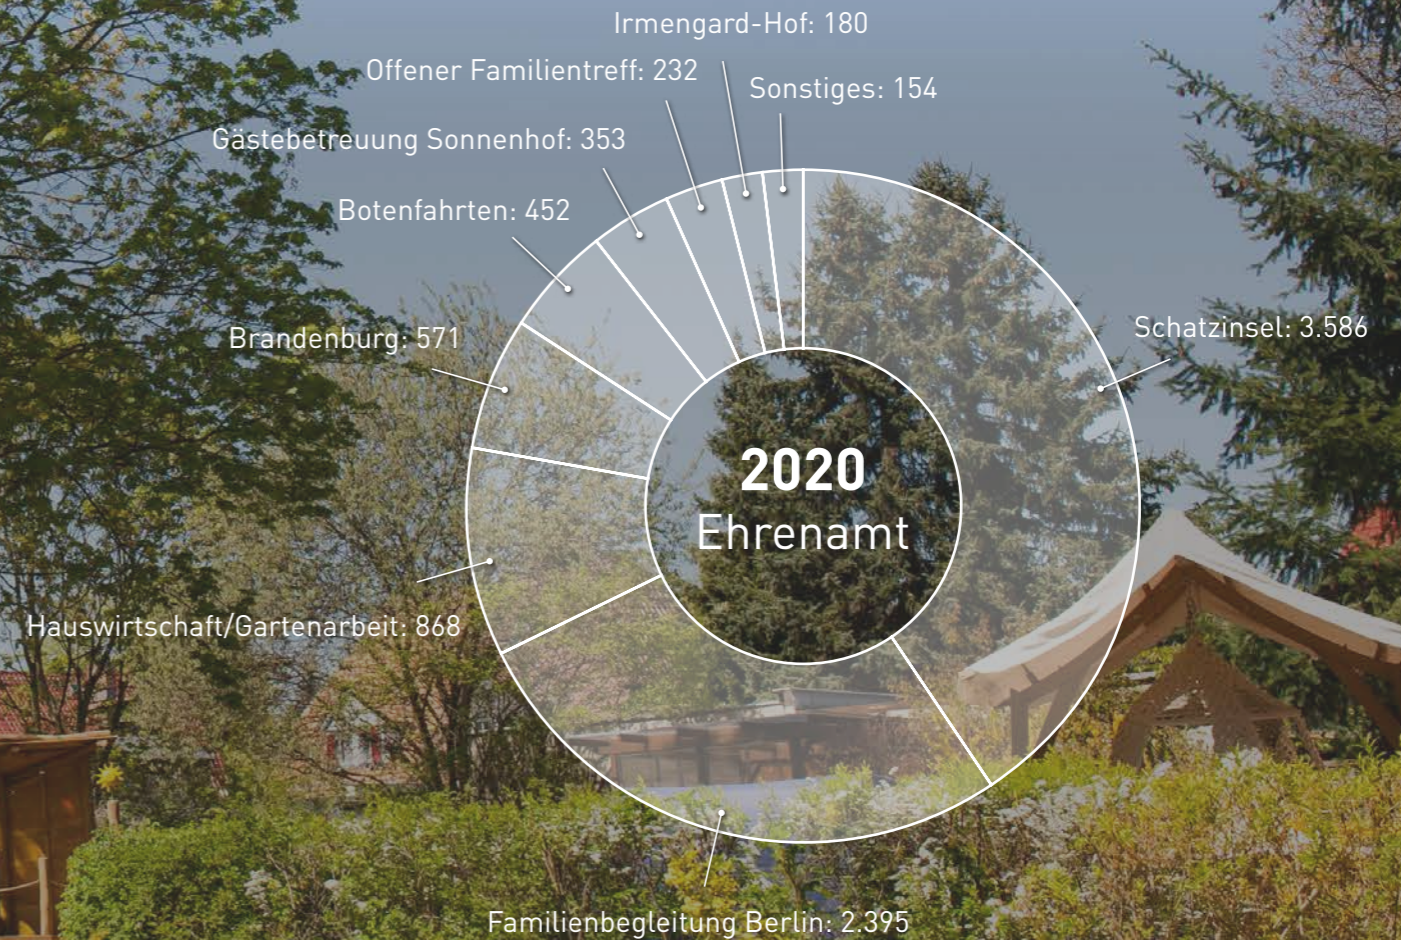 Irmengard-Hof: 180
Offener Familientreff: 232
Sonstiges: 154
Gästebetreuung Sonnenhof: 353
Botenfahrten: 452
Brandenburg: 571
Schatzinsel: 3.586
2020
Ehrenamt
Hauswirtschaft/Gartenarbeit: 868
Familienbegleitung Berlin: 2.395